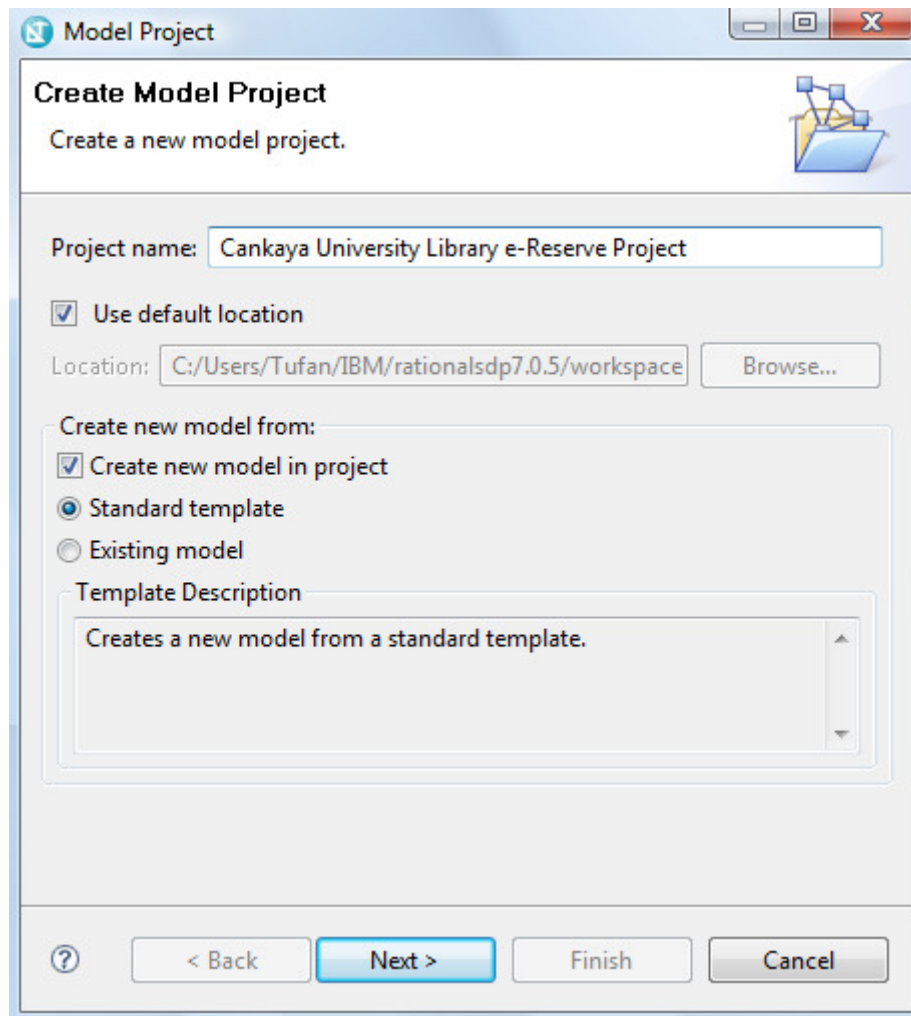 Model Project
Create Model Project
Create a new model project.
Project name: Cankaya University Library e-Reserve Project
Use default location
Location: C:/Users/Tufan/IBM/rationalsdp7.0.5/workspace Browse...
Create new model from:
Create new model in project
Standard template
Existing model
Template Description
Creates a new model from a standard template.
? < Back Next > Finish Cancel